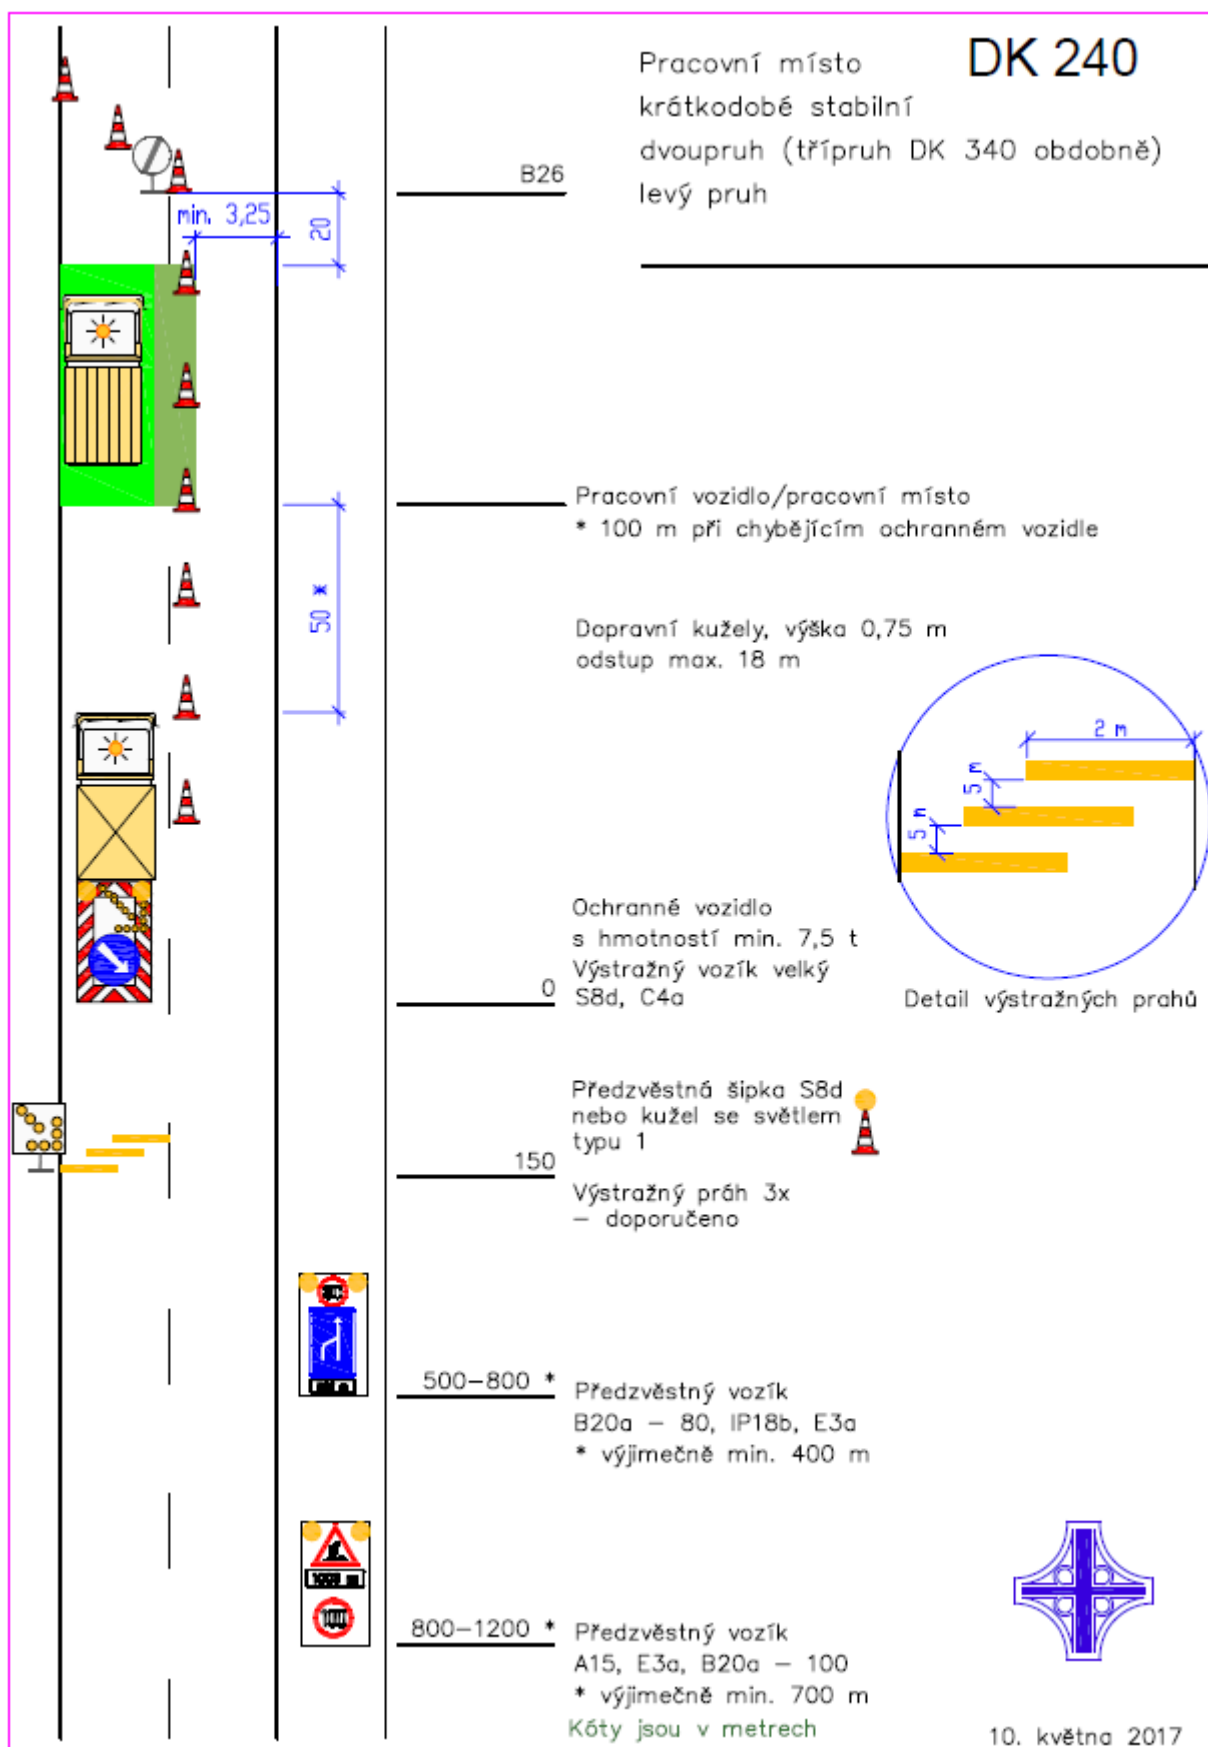 DK 240
Pracovní místo
krátkodobé stabilní
dvoupruh (třípruh DK 340 obdobně)
levý pruh
B26
min. 3,25
20
Pracovní vozidlo/pracovní místo
* 100 m při chybějícím ochranném vozidle
50 *
Dopravní kužely, výška 0,75 m
odstup max. 18 m
2 m
5 m
5 m
Detail výstražných prahů
Ochranné vozidlo
s hmotností min. 7,5 t
Výstražný vozík velký
S8d, C4a
0
Předzvěstná šipka S8d
nebo kužel se světlem
typu 1
150
Výstražný práh 3x
– doporučeno
500–800 *
Předzvěstný vozík
B20a – 80, IP18b, E3a
* výjimečně min. 400 m
1000 m
100
800–1200 *
Předzvěstný vozík
A15, E3a, B20a – 100
* výjimečně min. 700 m
Kóty jsou v metrech
10. května 2017